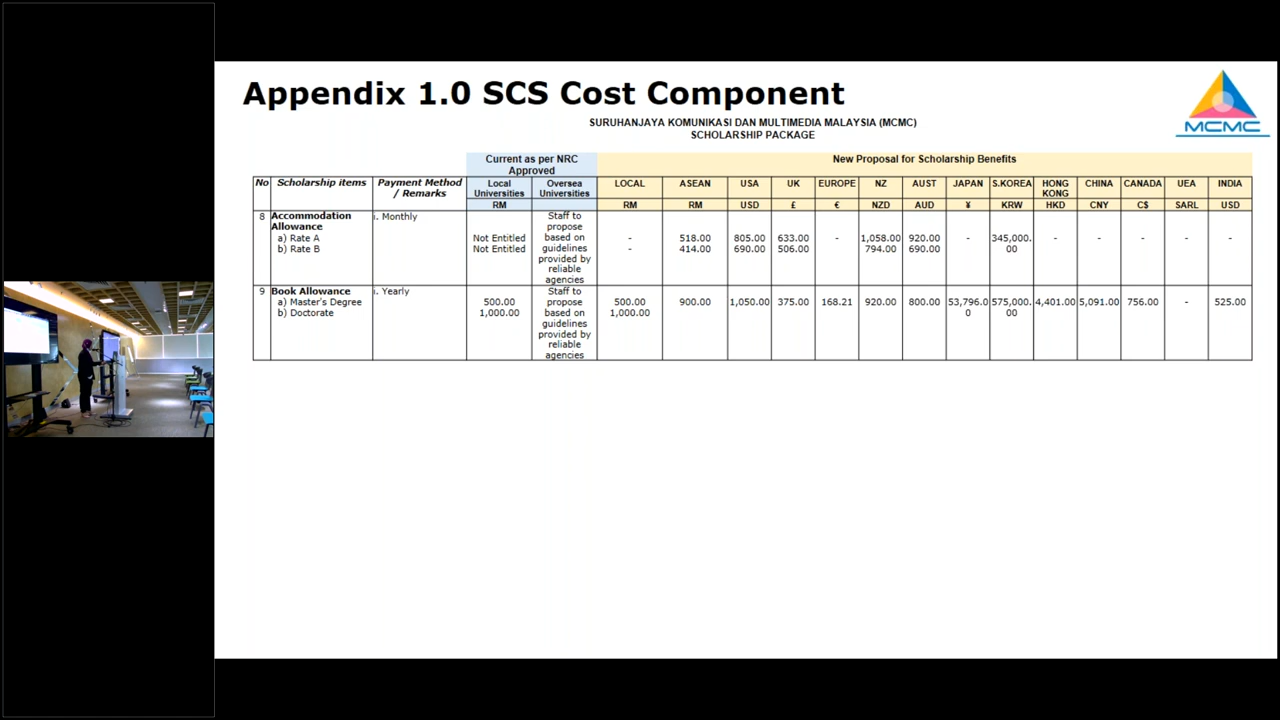 Appendix 1.0 SCS Cost Component
MCMC
SURUHANJAYA KOMUNIKASI DAN MULTIMEDIA MALAYSIA (MCMC)
SCHOLARSHIP PACKAGE
Current as per NRC Approved New Proposal for Scholarship Benefits
No Scholarship items Payment Method / Remarks Local Universities Oversea Universities LOCAL ASEAN USA UK EUROPE NZ AUST JAPAN S.KOREA HONG KONG CHINA CANADA UEA INDIA
RM RM RM USD £ € NZD AUD ¥ KRW HKD CNY C$ SARL USD
8 Accommodation Allowance i. Monthly Staff to propose based on guidelines provided by reliable agencies
a) Rate A Not Entitled - 518.00 805.00 633.00 - 1,058.00 920.00 - 345,000.00 - - - - -
b) Rate B Not Entitled - 414.00 690.00 506.00 794.00 690.00
9 Book Allowance i. Yearly Staff to propose based on guidelines provided by reliable agencies
a) Master's Degree 500.00 500.00 900.00 1,050.00 375.00 168.21 920.00 800.00 53,796.00 575,000.00 4,401.00 5,091.00 756.00 - 525.00
b) Doctorate 1,000.00 1,000.00